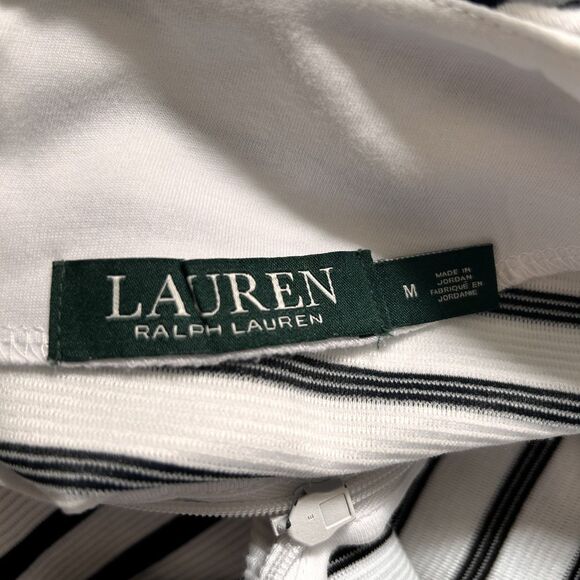 LAUREN
RALPH LAUREN
M
MADE IN
JORDAN
FABRIQUÉ EN
JORDANIE